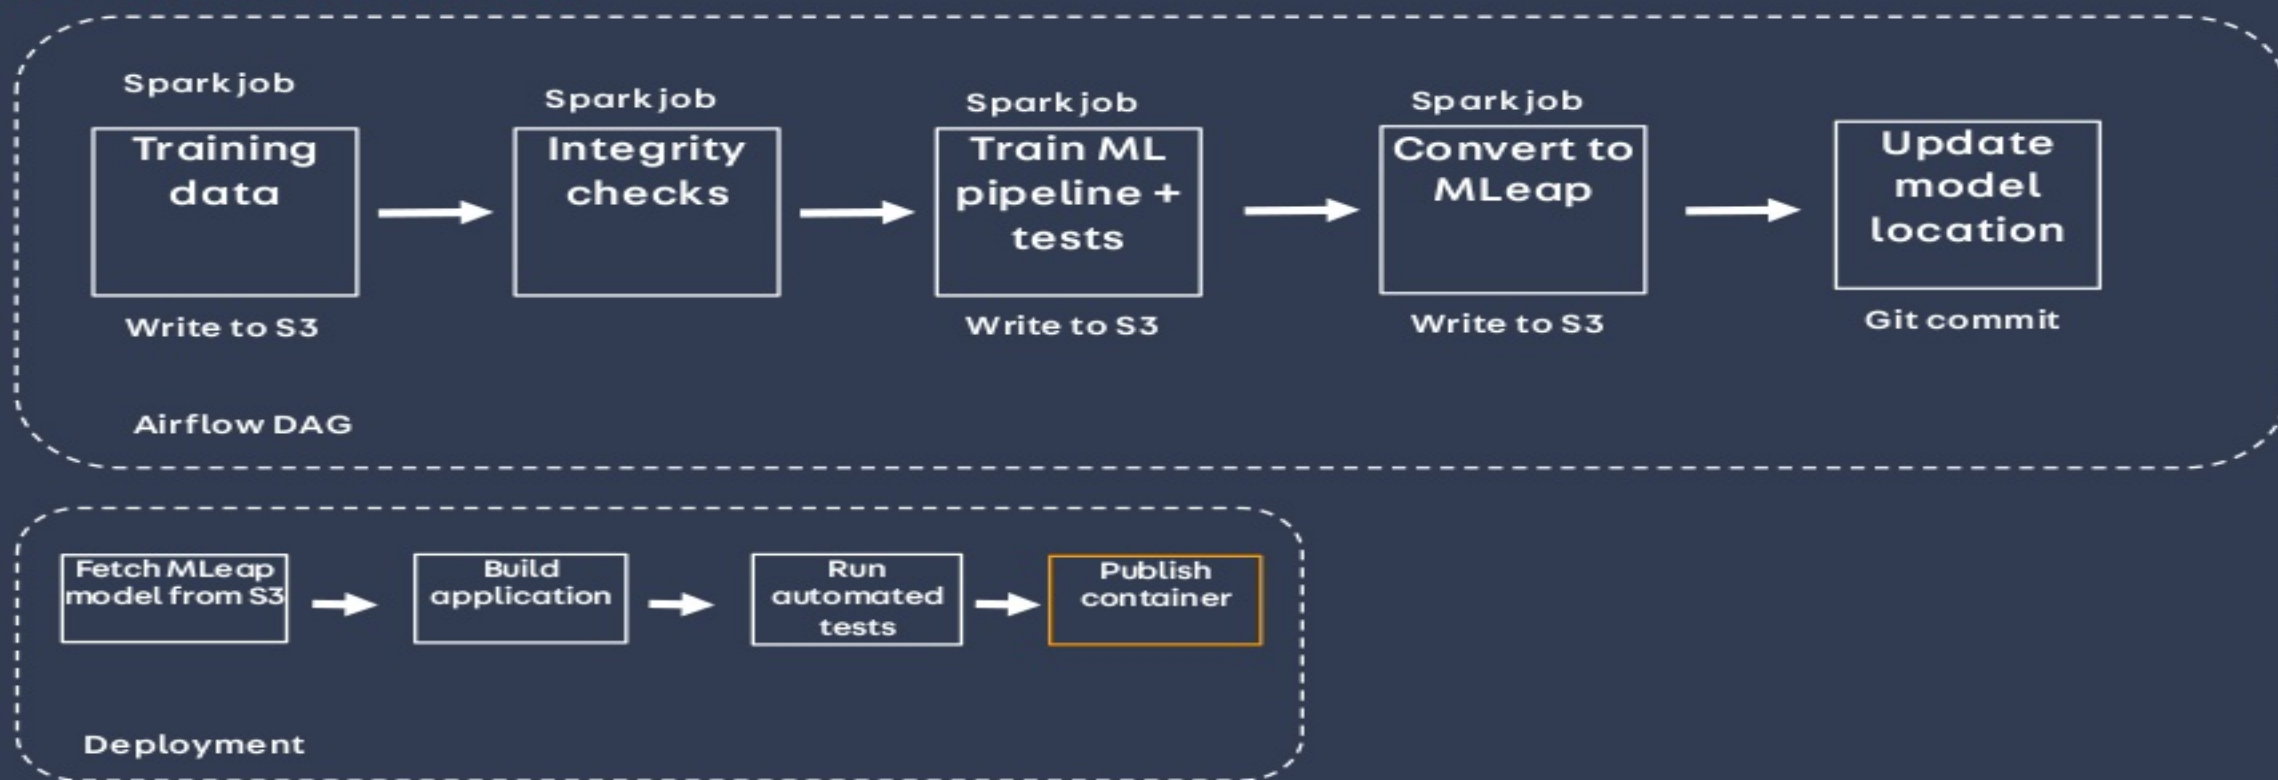 Spark job
Spark job
Spark job
Spark job
Training
data
Integrity
checks
Train ML
pipeline +
tests
Convert to
MLeap
Update
model
location
Write to S3
Write to S3
Write to S3
Git commit
Airflow DAG
Fetch MLeap
model from S3
Build
application
Run
automated
tests
Publish
container
Deployment